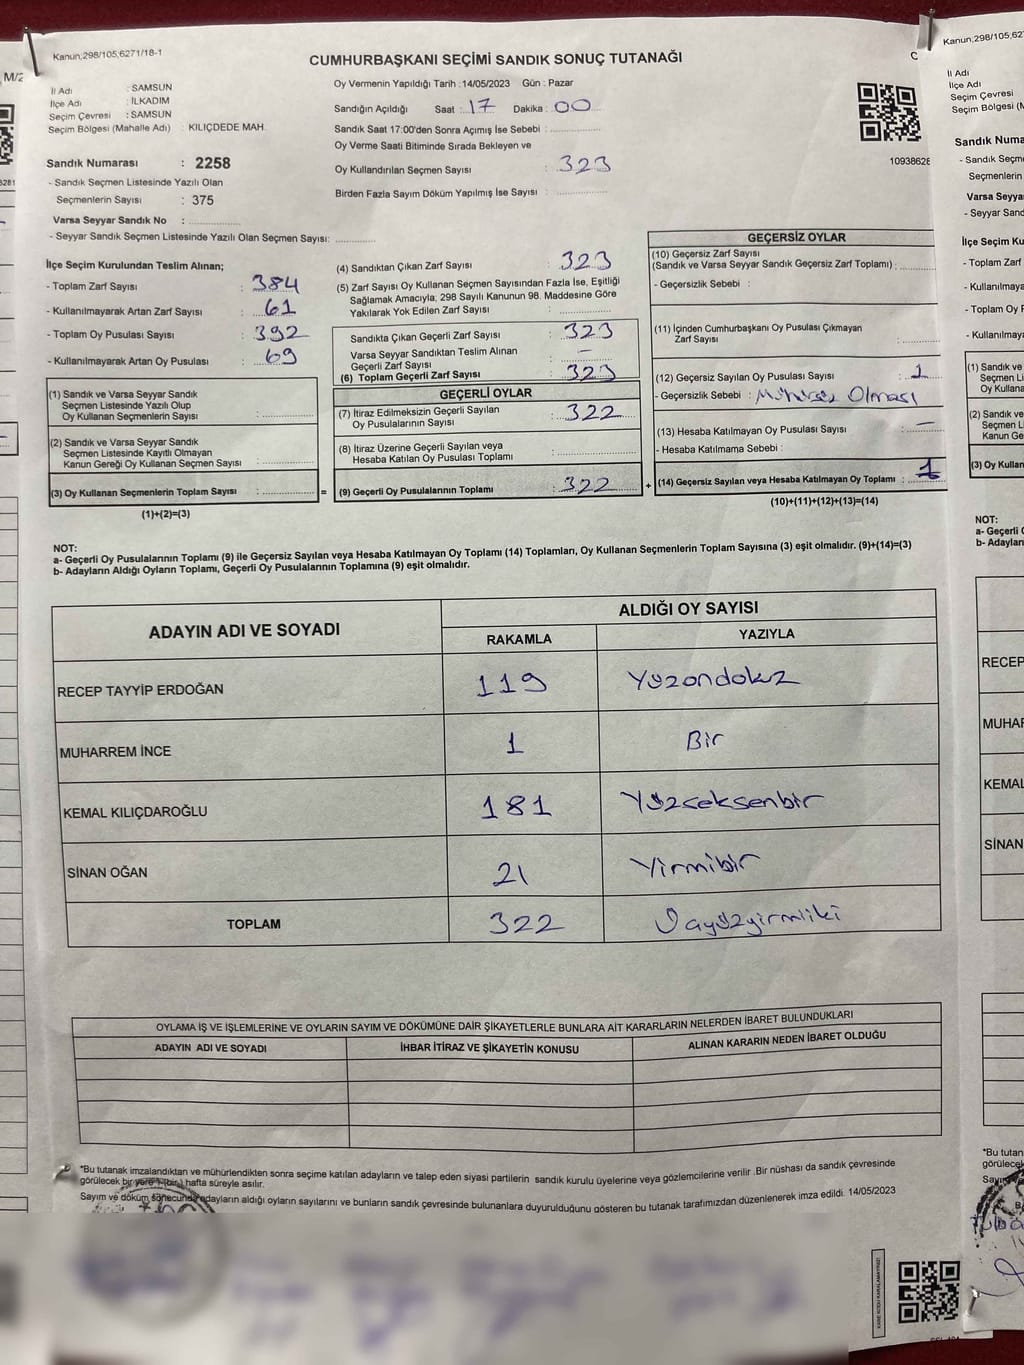 Kanun;298/105,6271/18-1
CUMHURBAŞKANI SEÇİMİ SANDIK SONUÇ TUTANAĞI
İl Adı : SAMSUN
İlçe Adı : İLKADIM
Seçim Çevresi : SAMSUN
Seçim Bölgesi (Mahalle Adı) : KILIÇDEDE MAH.
Sandık Numarası : 2258
- Sandık Seçmen Listesinde Yazılı Olan
Seçmenlerin Sayısı : 375
Varsa Seyyar Sandık No :
- Seyyar Sandık Seçmen Listesinde Yazılı Olan Seçmen Sayısı:
Oy Vermenin Yapıldığı Tarih :14/05/2023 Gün : Pazar
Sandığın Açıldığı Saat : 17 Dakika : 00
Sandık Saat 17:00'den Sonra Açımış İse Sebebi :
Oy Verme Saati Bitiminde Sırada Bekleyen ve
Oy Kullandırılan Seçmen Sayısı : 323
Birden Fazla Sayım Döküm Yapılmış İse Sayısı :
10938628
İlçe Seçim Kurulundan Teslim Alınan;
- Toplam Zarf Sayısı : 384
- Kullanılmayarak Artan Zarf Sayısı : 61
- Toplam Oy Pusulası Sayısı : 392
- Kullanılmayarak Artan Oy Pusulası : 69
(1) Sandık ve Varsa Seyyar Sandık
Seçmen Listesinde Yazılı Olup
Oy Kullanan Seçmenlerin Sayısı :
(2) Sandık ve Varsa Seyyar Sandık
Seçmen Listesinde Kayıtlı Olmayan
Kanun Gereği Oy Kullanan Seçmen Sayısı :
(3) Oy Kullanan Seçmenlerin Toplam Sayısı : =
(1)+(2)=(3)
(4) Sandıktan Çıkan Zarf Sayısı : 323
(5) Zarf Sayısı Oy Kullanan Seçmen Sayısından Fazla İse, Eşitliği
Sağlamak Amacıyla; 298 Sayılı Kanunun 98. Maddesine Göre
Yakılarak Yok Edilen Zarf Sayısı :
Sandıkta Çıkan Geçerli Zarf Sayısı : 323
Varsa Seyyar Sandıktan Teslim Alınan
Geçerli Zarf Sayısı : -
(6) Toplam Geçerli Zarf Sayısı : 323
GEÇERLİ OYLAR
(7) İtiraz Edilmeksizin Geçerli Sayılan
Oy Pusulalarının Sayısı : 322
(8) İtiraz Üzerine Geçerli Sayılan veya
Hesaba Katılan Oy Pusulası Toplamı :
(9) Geçerli Oy Pusulalarının Toplamı : 322 +
GEÇERSİZ OYLAR
(10) Geçersiz Zarf Sayısı
(Sandık ve Varsa Seyyar Sandık Geçersiz Zarf Toplamı) :
- Geçersizlik Sebebi :
(11) İçinden Cumhurbaşkanı Oy Pusulası Çıkmayan
Zarf Sayısı :
(12) Geçersiz Sayılan Oy Pusulası Sayısı : 1
- Geçersizlik Sebebi : Mühürsüz Olması
(13) Hesaba Katılmayan Oy Pusulası Sayısı : -
- Hesaba Katılmama Sebebi :
(14) Geçersiz Sayılan veya Hesaba Katılmayan Oy Toplamı : 1
(10)+(11)+(12)+(13)=(14)
NOT:
a- Geçerli Oy Pusulalarının Toplamı (9) ile Geçersiz Sayılan veya Hesaba Katılmayan Oy Toplamı (14) Toplamları, Oy Kullanan Seçmenlerin Toplam Sayısına (3) eşit olmalıdır. (9)+(14)=(3)
b- Adayların Aldığı Oyların Toplamı, Geçerli Oy Pusulalarının Toplamına (9) eşit olmalıdır.
ADAYIN ADI VE SOYADI
ALDIĞI OY SAYISI
RAKAMLA YAZIYLA
RECEP TAYYİP ERDOĞAN 119 Yüzondokuz
MUHARREM İNCE 1 Bir
KEMAL KILIÇDAROĞLU 181 Yüzseksenbir
SİNAN OĞAN 21 Yirmibir
TOPLAM 322 Üçyüzyirmiiki
OYLAMA İŞ VE İŞLEMLERİNE VE OYLARIN SAYIM VE DÖKÜMÜNE DAİR ŞİKAYETLERLE BUNLARA AİT KARARLARIN NELERDEN İBARET BULUNDUKLARI
ADAYIN ADI VE SOYADI İHBAR İTİRAZ VE ŞİKAYETİN KONUSU ALINAN KARARIN NEDEN İBARET OLDUĞU
*Bu tutanak imzalandıktan ve mühürlendikten sonra seçime katılan adayların ve talep eden siyasi partilerin sandık kurulu üyelerine veya gözlemcilerine verilir .Bir nüshası da sandık çevresinde
görülecek bir yere 1 (bir) hafta süreyle asılır.
Sayım ve döküm sonucunda adayların aldığı oyların sayılarını ve bunların sandık çevresinde bulunanlara duyurulduğunu gösteren bu tutanak tarafımızdan düzenlenerek imza edildi. 14/05/2023